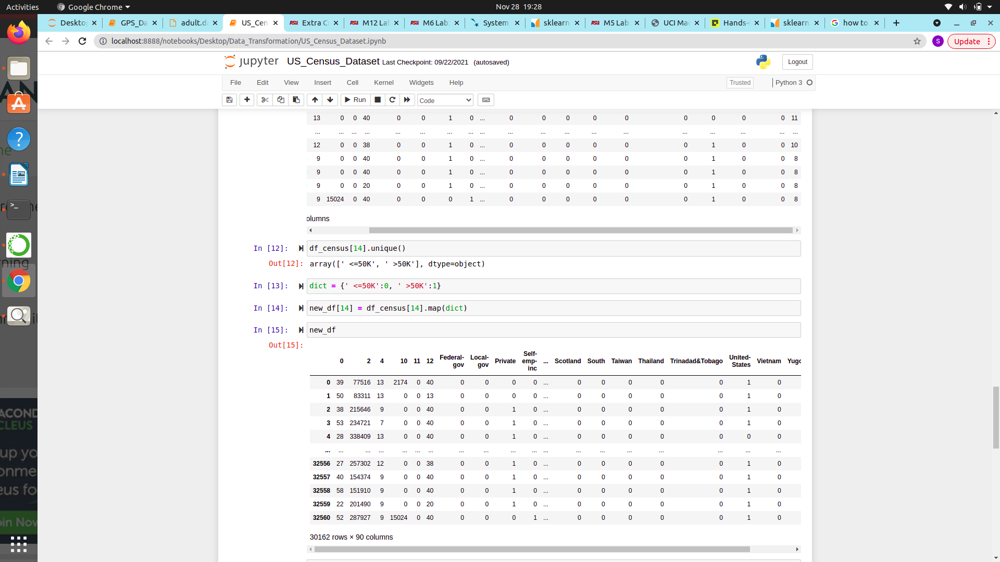 Activities Google Chrome Nov 28 19:28
Deskto GPS_Da adult.d US_Cen Extra C M12 La M6 Lab System sklearn M5 Lab UCI Ma Hands- sklearn how to
localhost:8888/notebooks/Desktop/Data_Transformation/US_Census_Dataset.ipynb S Update
jupyter US_Census_Dataset Last Checkpoint: 09/22/2021 (autosaved) Logout
File Edit View Insert Cell Kernel Widgets Help Trusted Python 3
Run Code
13 0 0 40 0 0 1 0 ... 0 0 0 0 0 0 0 0 0 11
... ... ... ... ... ... ... ... ... ... ... ... ... ... ... ... ... ... ...
12 0 0 38 0 0 1 0 ... 0 0 0 0 0 0 1 0 0 10
9 0 0 40 0 0 1 0 ... 0 0 0 0 0 0 1 0 0 8
9 0 0 40 0 0 1 0 ... 0 0 0 0 0 0 1 0 0 8
9 0 0 20 0 0 1 0 ... 0 0 0 0 0 0 1 0 0 8
9 15024 0 40 0 0 0 1 ... 0 0 0 0 0 0 1 0 0 8
olumns
In [12]: df_census[14].unique()
Out[12]: array([' <=50K', ' >50K'], dtype=object)
In [13]: dict = {' <=50K':0, ' >50K':1}
In [14]: new_df[14] = df_census[14].map(dict)
In [15]: new_df
Out[15]:
0 2 4 10 11 12 Federal-gov Local-gov Private Self-emp-inc ... Scotland South Taiwan Thailand Trinadad&Tobago United-States Vietnam Yugo
0 39 77516 13 2174 0 40 0 0 0 0 ... 0 0 0 0 0 1 0
1 50 83311 13 0 0 13 0 0 0 0 ... 0 0 0 0 0 1 0
2 38 215646 9 0 0 40 0 0 1 0 ... 0 0 0 0 0 1 0
3 53 234721 7 0 0 40 0 0 1 0 ... 0 0 0 0 0 1 0
4 28 338409 13 0 0 40 0 0 1 0 ... 0 0 0 0 0 0 0
... ... ... ... ... ... ... ... ... ... ... ... ... ... ... ... ... ... ...
32556 27 257302 12 0 0 38 0 0 1 0 ... 0 0 0 0 0 1 0
32557 40 154374 9 0 0 40 0 0 1 0 ... 0 0 0 0 0 1 0
32558 58 151910 9 0 0 40 0 0 1 0 ... 0 0 0 0 0 1 0
32559 22 201490 9 0 0 20 0 0 1 0 ... 0 0 0 0 0 1 0
32560 52 287927 9 15024 0 40 0 0 0 1 ... 0 0 0 0 0 1 0
30162 rows × 90 columns